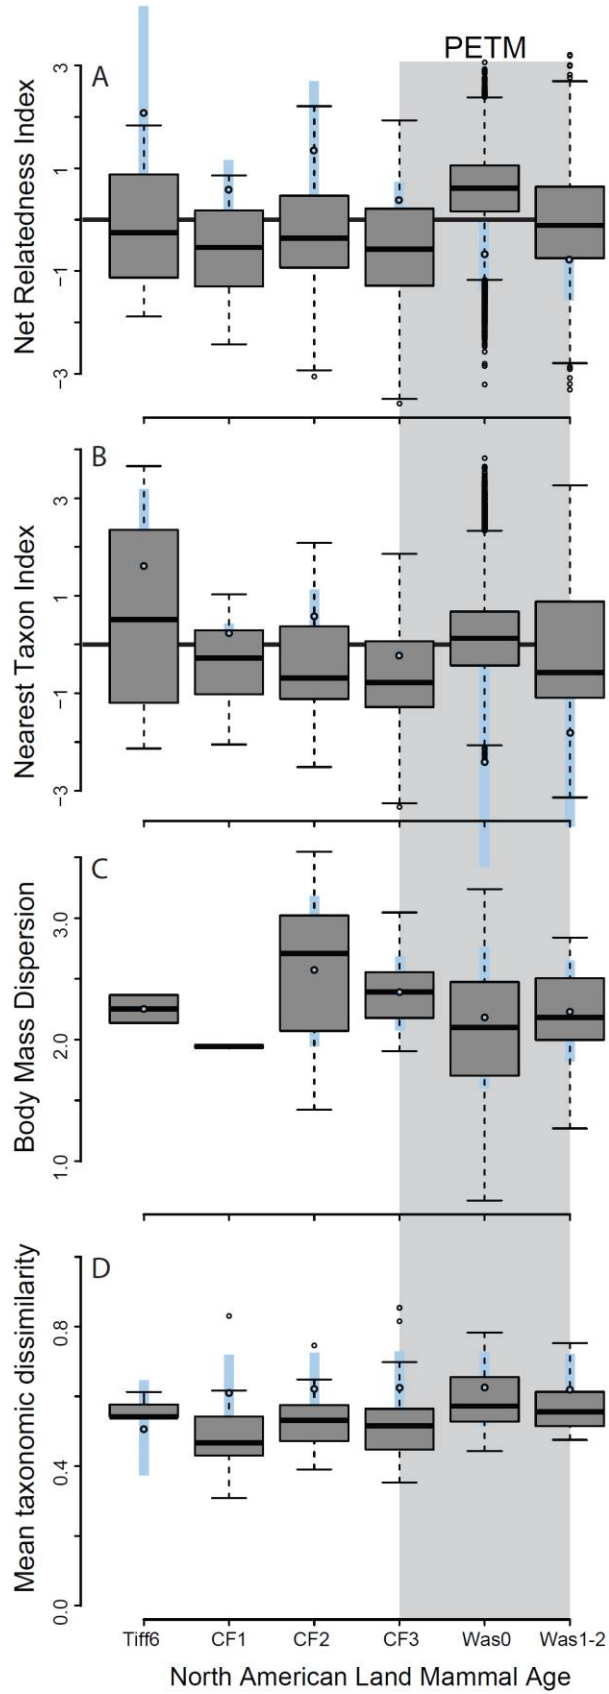 PETM
A
Net Relatedness Index
3
1
−1
−3
B
Nearest Taxon Index
3
1
−1
−3
C
Body Mass Dispersion
3.0
2.0
1.0
D
Mean taxonomic dissimilarity
0.8
0.4
0.0
Tiff6 CF1 CF2 CF3 Was0 Was1-2
North American Land Mammal Age